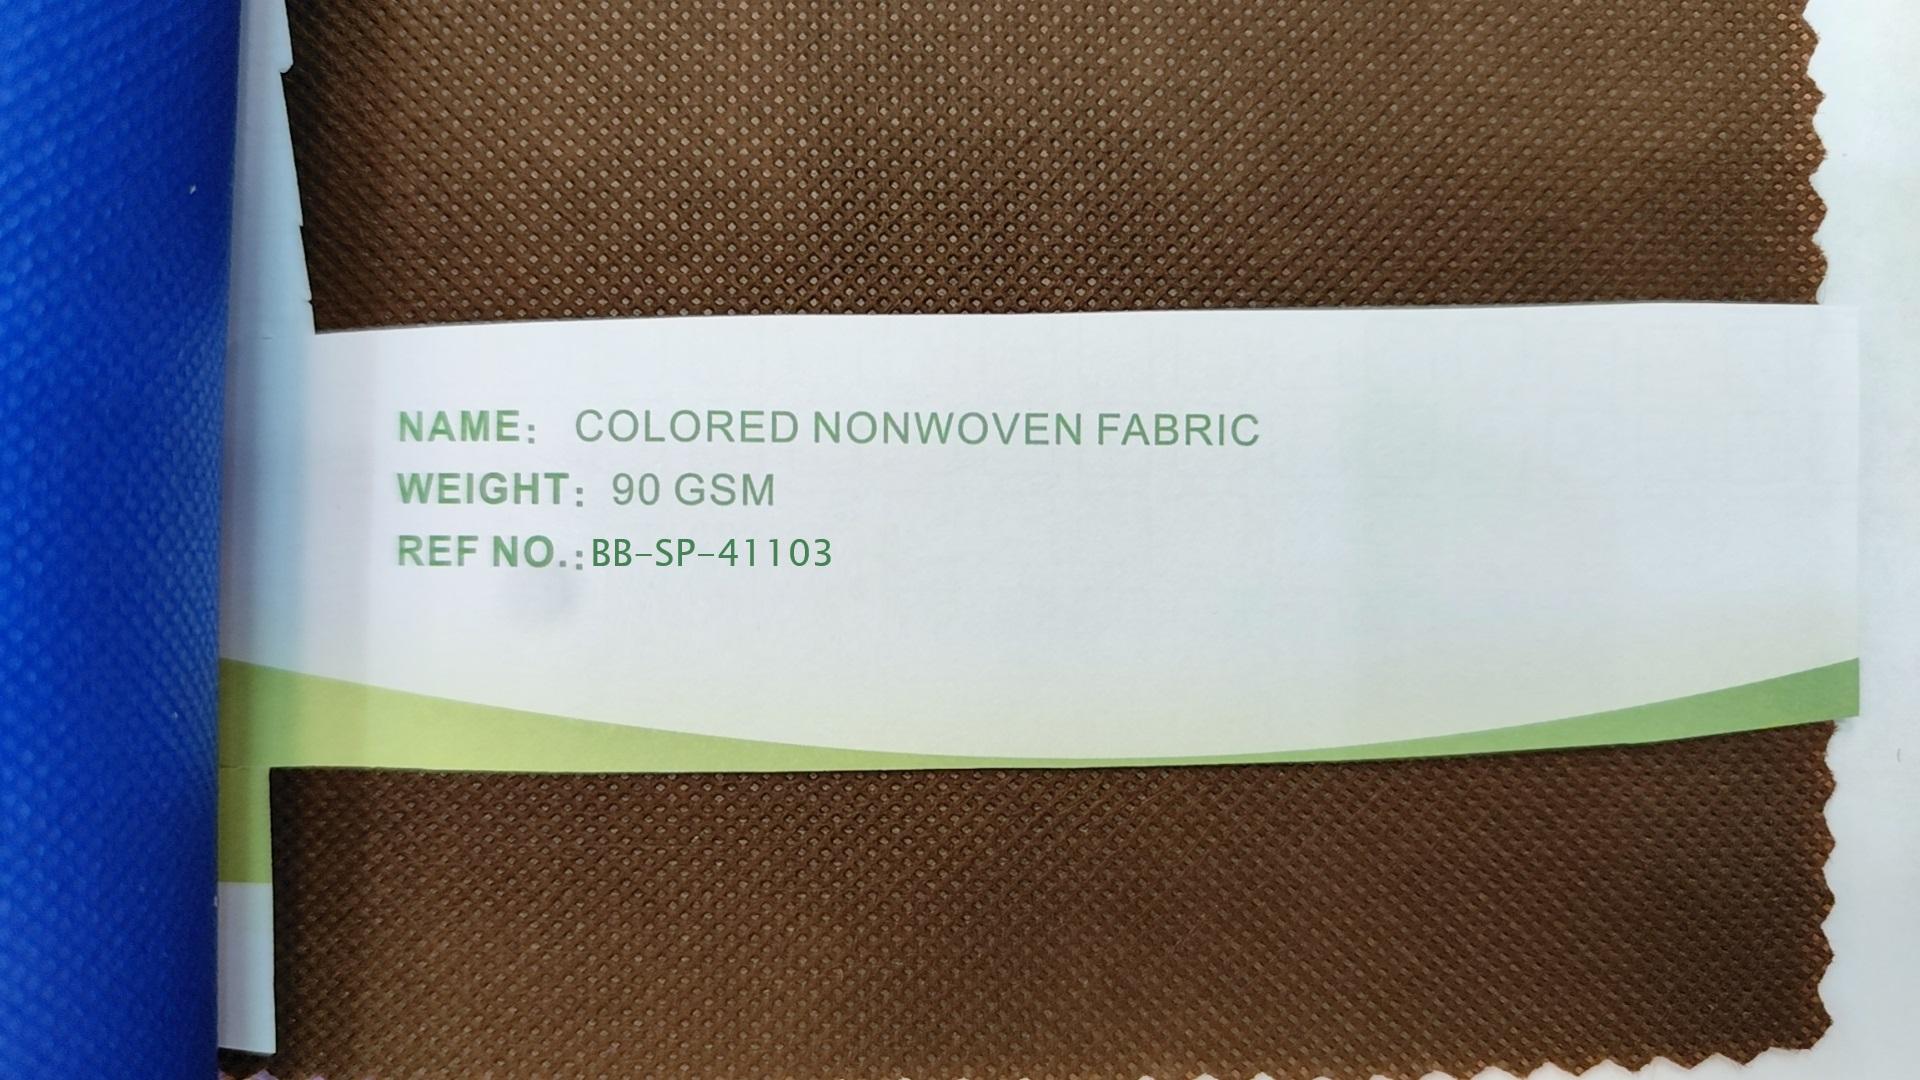 NAME: COLORED NONWOVEN FABRIC
WEIGHT: 90 GSM
REF NO.:BB-SP-41103